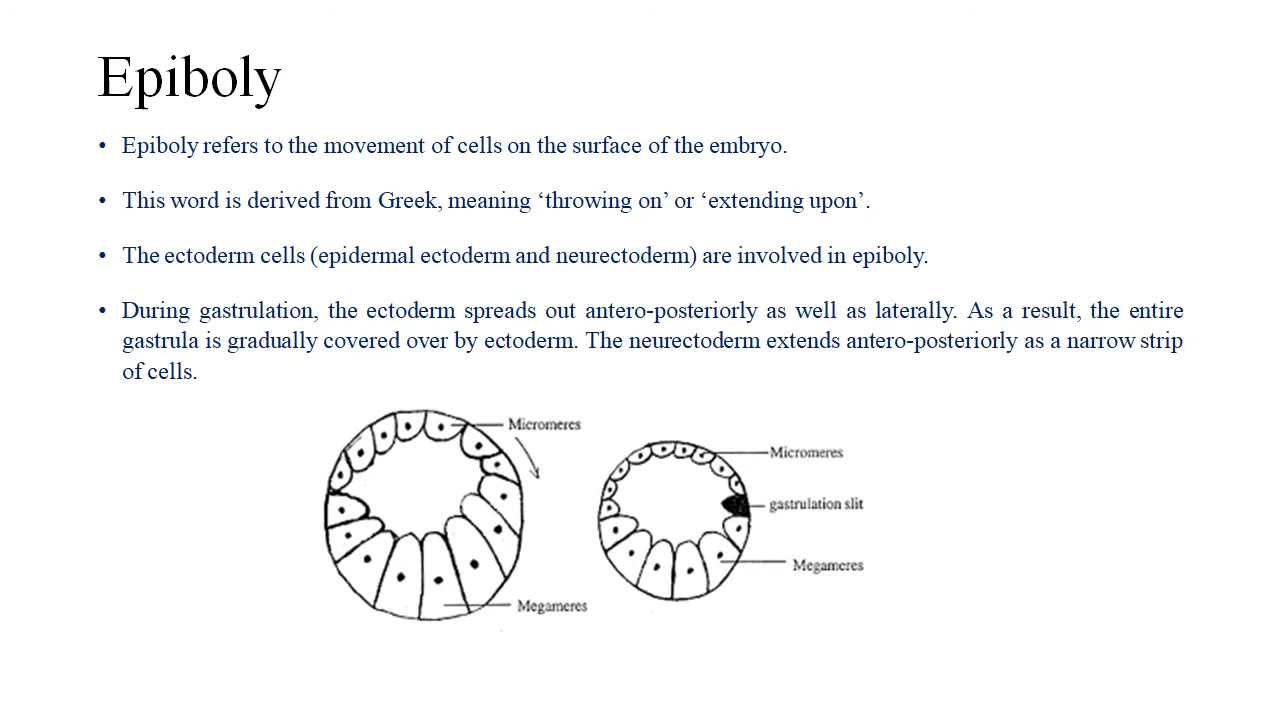 Epiboly
• Epiboly refers to the movement of cells on the surface of the embryo.
• This word is derived from Greek, meaning ‘throwing on’ or ‘extending upon’.
• The ectoderm cells (epidermal ectoderm and neurectoderm) are involved in epiboly.
• During gastrulation, the ectoderm spreads out antero-posteriorly as well as laterally. As a result, the entire
gastrula is gradually covered over by ectoderm. The neurectoderm extends antero-posteriorly as a narrow strip
of cells.
Micromeres
Megameres
Micromeres
gastrulation slit
Megameres